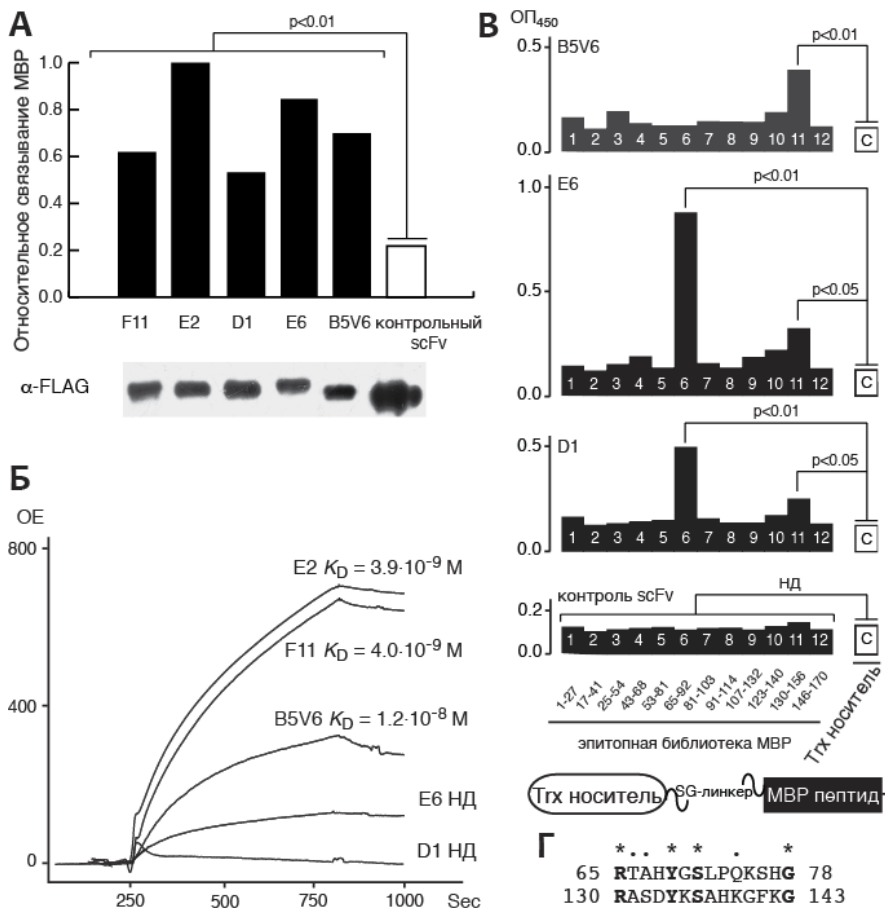 А
p<0.01
Относительное связывание MBP
1.0
0.8
0.6
0.4
0.2
0.0
F11 E2 D1 E6 B5V6 контрольный scFv
α-FLAG
Б
ОЕ
800
400
0
E2 K_D = 3.9·10⁻⁹ M
F11 K_D = 4.0·10⁻⁹ M
B5V6 K_D = 1.2·10⁻⁸ M
E6 НД
D1 НД
250 500 750 1000
Sec
В
ОП₄₅₀
0.5
0.0
B5V6
p<0.01
1 2 3 4 5 6 7 8 9 10 11 12
C
1.0
0.5
0.0
E6
p<0.01
p<0.05
1 2 3 4 5 6 7 8 9 10 11 12
C
0.5
0.0
D1
p<0.01
p<0.05
1 2 3 4 5 6 7 8 9 10 11 12
C
0.2
0.0
контроль scFv
НД
1 2 3 4 5 6 7 8 9 10 11 12
C
1-27 17-41 25-54 43-68 53-81 65-92 81-103 91-114 107-132 123-140 130-156 146-170
Trx носитель
эпитопная библиотека MBP
Trx носитель SG-линкер MBP пептид
Г
* . . * * . *
65 RTAHYGSLPQKSHG 78
130 RASDYKSAHKGFKG 143